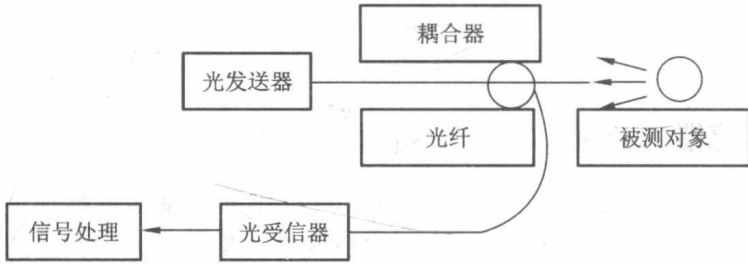 耦合器
光发送器
光纤
被测对象
信号处理
光受信器